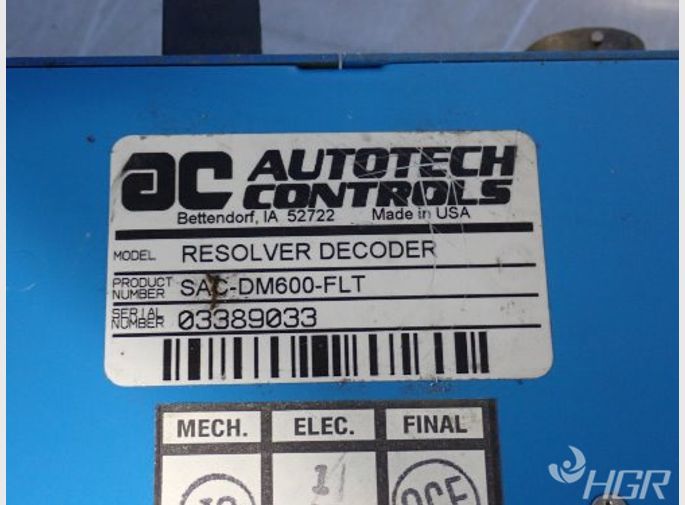 AC AUTOTECH
CONTROLS
Bettendorf, IA 52722 Made in USA
MODEL RESOLVER DECODER
PRODUCT NUMBER SAC-DM600-FLT
SERIAL NUMBER 03389033
MECH. ELEC. FINAL
1
HGR